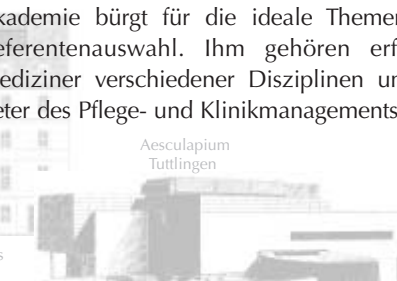 kademie bürgt für die ideale Themen
eferentenauswahl. Ihm gehören erf
ediziner verschiedener Disziplinen un
eter des Pflege- und Klinikmanagements
Aesculapium
Tuttlingen
s